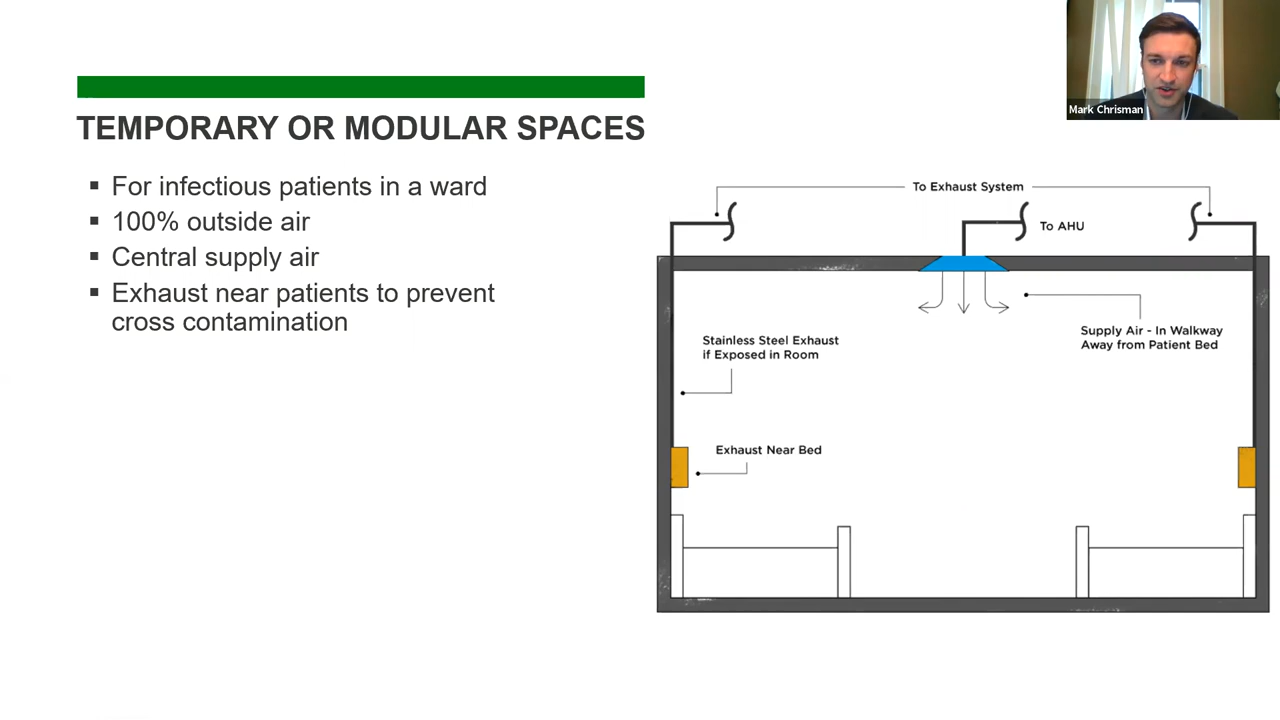 Mark Chrisman
TEMPORARY OR MODULAR SPACES
▪ For infectious patients in a ward
▪ 100% outside air
▪ Central supply air
▪ Exhaust near patients to prevent
cross contamination
To Exhaust System
To AHU
Supply Air - In Walkway
Away from Patient Bed
Stainless Steel Exhaust
if Exposed in Room
Exhaust Near Bed